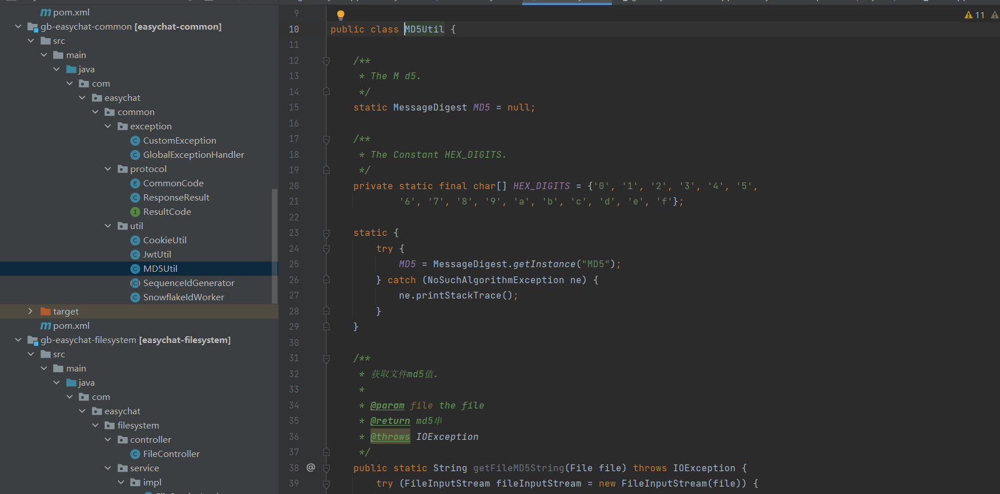 pom.xml
gb-easychat-common [easychat-common]
src
main
java
com
easychat
common
exception
CustomException
GlobalExceptionHandler
protocol
CommonCode
ResponseResult
ResultCode
util
CookieUtil
JwtUtil
MD5Util
SequenceIdGenerator
SnowflakeIdWorker
target
pom.xml
gb-easychat-filesystem [easychat-filesystem]
src
main
java
com
easychat
filesystem
controller
FileController
service
impl
11
9
10 public class MD5Util {
11
12 /**
13 * The M d5.
14 */
15 static MessageDigest MD5 = null;
16
17 /**
18 * The Constant HEX_DIGITS.
19 */
20 private static final char[] HEX_DIGITS = {'0', '1', '2', '3', '4', '5',
21 '6', '7', '8', '9', 'a', 'b', 'c', 'd', 'e', 'f'};
22
23 static {
24 try {
25 MD5 = MessageDigest.getInstance("MD5");
26 } catch (NoSuchAlgorithmException ne) {
27 ne.printStackTrace();
28 }
29 }
30
31 /**
32 * 获取文件md5值.
33 *
34 * @param file the file
35 * @return md5串
36 * @throws IOException
37 */
38 @ public static String getFileMD5String(File file) throws IOException {
39 try (FileInputStream fileInputStream = new FileInputStream(file)) {